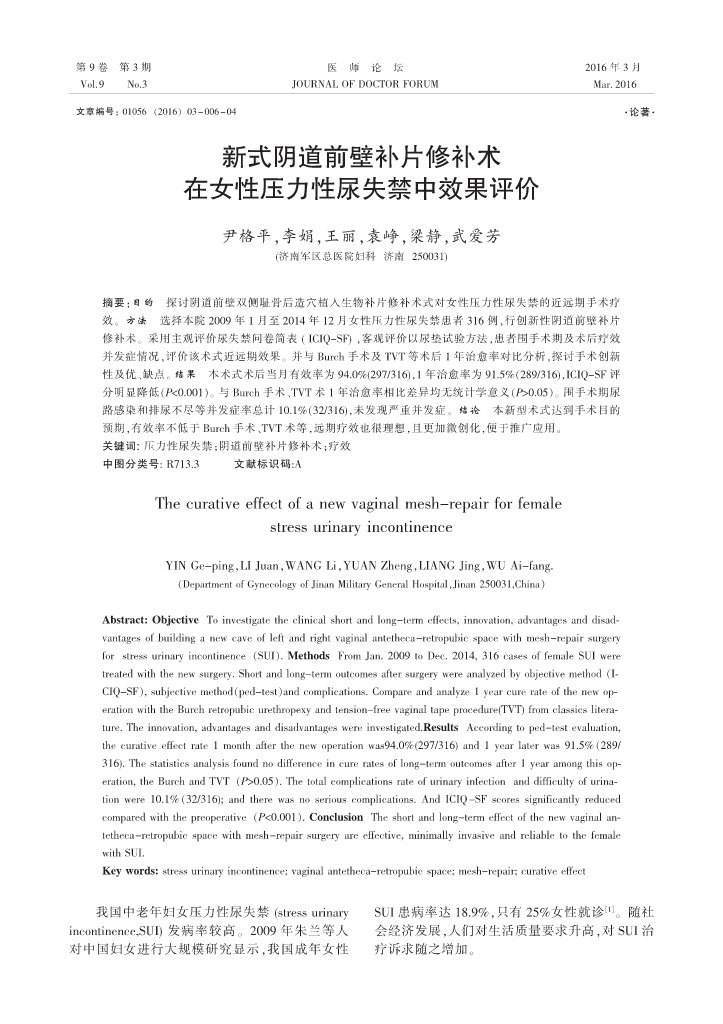 第 9 卷 第 3 期 医 师 论 坛 2016 年 3 月
Vol.9 No.3 JOURNAL OF DOCTOR FORUM Mar. 2016
文章编号: 01056 (2016) 03-006-04 ·论著·
新式阴道前壁补片修补术
在女性压力性尿失禁中效果评价
尹格平,李娟,王丽,袁峥,梁静,武爱芳
(济南军区总医院妇科 济南 250031)
摘要:目的 探讨阴道前壁双侧耻骨后造穴植入生物补片修补术式对女性压力性尿失禁的近远期手术疗
效。方法 选择本院 2009 年 1 月至 2014 年 12 月女性压力性尿失禁患者 316 例,行创新性阴道前壁补片
修补术。采用主观评价尿失禁问卷简表 ( ICIQ-SF) ,客观评价以尿垫试验方法,患者围手术期及术后疗效
并发症情况,评价该术式近远期效果。并与 Burch 手术及 TVT 等术后 1 年治愈率对比分析,探讨手术创新
性及优、缺点。结果 本术式术后当月有效率为 94.0%(297/316),1 年治愈率为 91.5%(289/316),ICIQ-SF 评
分明显降低(P<0.001)。与 Burch 手术、TVT 术 1 年治愈率相比差异均无统计学意义(P>0.05)。围手术期尿
路感染和排尿不尽等并发症率总计 10.1%(32/316),未发现严重并发症。结论 本新型术式达到手术目的
预期,有效率不低于 Burch 手术、TVT 术等,远期疗效也很理想,且更加微创化,便于推广应用。
关键词: 压力性尿失禁;阴道前壁补片修补术;疗效
中图分类号: R713.3 文献标识码:A
The curative effect of a new vaginal mesh-repair for female
stress urinary incontinence
YIN Ge-ping,LI Juan,WANG Li,YUAN Zheng,LIANG Jing,WU Ai-fang.
(Department of Gynecology of Jinan Military General Hospital,Jinan 250031,China)
Abstract: Objective To investigate the clinical short and long-term effects, innovation, advantages and disad-
vantages of building a new cave of left and right vaginal antetheca-retropubic space with mesh-repair surgery
for stress urinary incontinence (SUI). Methods From Jan. 2009 to Dec. 2014, 316 cases of female SUI were
treated with the new surgery. Short and long-term outcomes after surgery were analyzed by objective method (I-
CIQ-SF), subjective method(ped-test)and complications. Compare and analyze 1 year cure rate of the new op-
eration with the Burch retropubic urethropexy and tension-free vaginal tape procedure(TVT) from classics litera-
ture. The innovation, advantages and disadvantages were investigated.Results According to ped-test evaluation,
the curative effect rate 1 month after the new operation was94.0%(297/316) and 1 year later was 91.5% (289/
316). The statistics analysis found no difference in cure rates of long-term outcomes after 1 year among this op-
eration, the Burch and TVT (P>0.05). The total complications rate of urinary infection and difficulty of urina-
tion were 10.1% (32/316); and there was no serious complications. And ICIQ-SF scores significantly reduced
compared with the preoperative (P<0.001). Conclusion The short and long-term effect of the new vaginal an-
tetheca-retropubic space with mesh-repair surgery are effective, minimally invasive and reliable to the female
with SUI.
Key words: stress urinary incontinence; vaginal antetheca-retropubic space; mesh-repair; curative effect
我国中老年妇女压力性尿失禁 (stress urinary
incontinence,SUI) 发病率较高。2009 年朱兰等人
对中国妇女进行大规模研究显示,我国成年女性
SUI 患病率达 18.9%,只有 25%女性就诊[1]。随社
会经济发展,人们对生活质量要求升高,对 SUI 治
疗诉求随之增加。